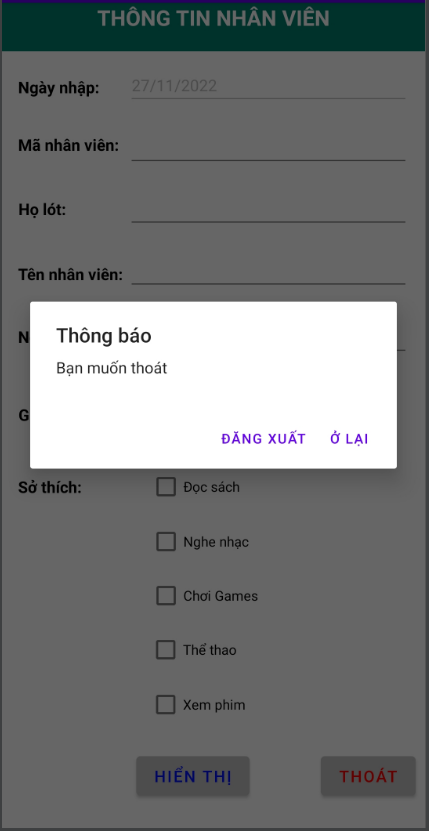 THÔNG TIN NHÂN VIÊN
Ngày nhập: 27/11/2022
Mã nhân viên:
Họ lót:
Tên nhân viên:
N
Thông báo
Bạn muốn thoát
G
ĐĂNG XUẤT Ở LẠI
Sở thích: Đọc sách
Nghe nhạc
Chơi Games
Thể thao
Xem phim
HIỂN THỊ THOÁT